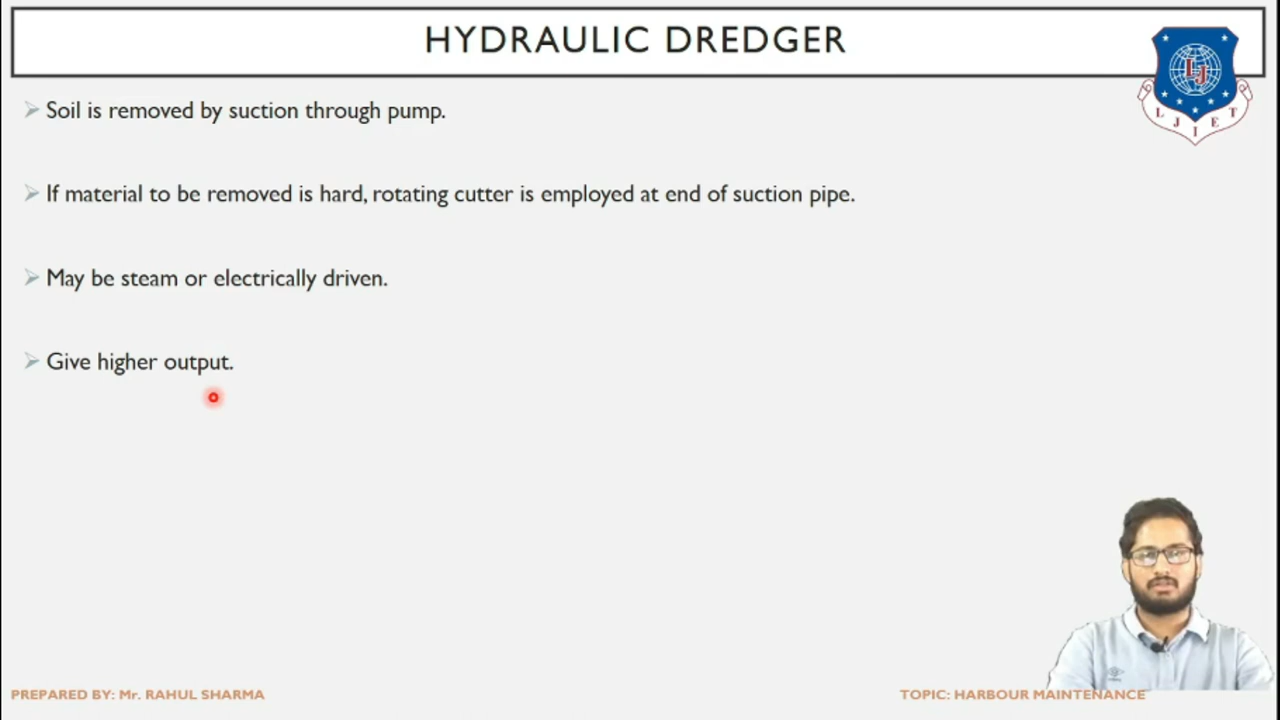 HYDRAULIC DREDGER
Soil is removed by suction through pump.
If material to be removed is hard, rotating cutter is employed at end of suction pipe.
May be steam or electrically driven.
Give higher output.
LJ
L J I E T
PREPARED BY: Mr. RAHUL SHARMA
TOPIC: HARBOUR MAINTENANCE